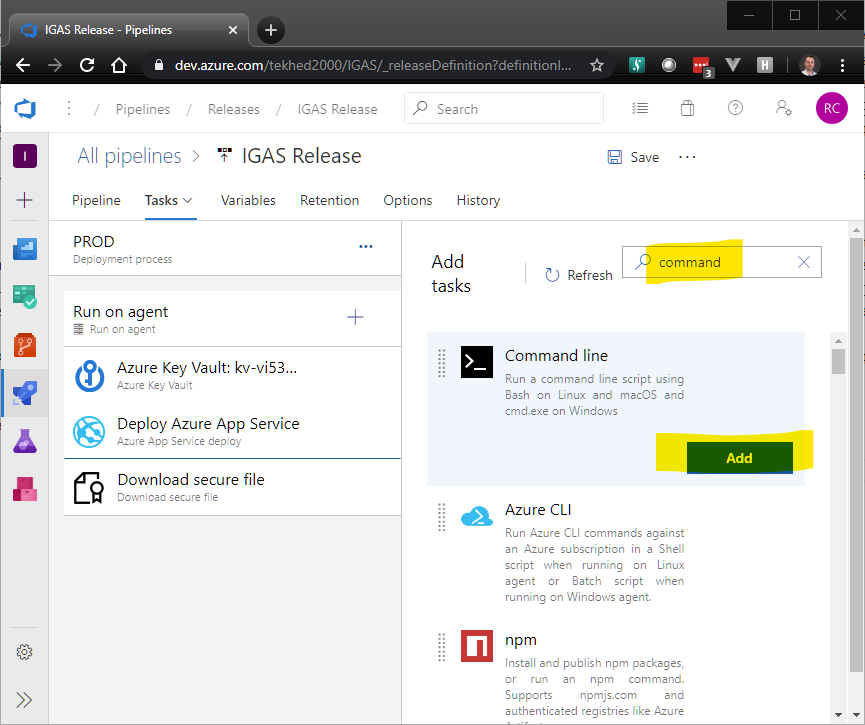 IGAS Release - Pipelines
dev.azure.com/tekhed2000/IGAS/_releaseDefinition?definitionI...
3
H
/ Pipelines / Releases / IGAS Release
Search
RC
I
All pipelines > IGAS Release
Save
Pipeline Tasks Variables Retention Options History
PROD
Deployment process
Add tasks
Refresh
command
Run on agent
Run on agent
Azure Key Vault: kv-vi53...
Azure Key Vault
Deploy Azure App Service
Azure App Service deploy
Download secure file
Download secure file
Command line
Run a command line script using
Bash on Linux and macOS and
cmd.exe on Windows
Add
Azure CLI
Run Azure CLI commands against
an Azure subscription in a Shell
script when running on Linux
agent or Batch script when
running on Windows agent.
npm
Install and publish npm packages,
or run an npm command.
Supports npmjs.com and
authenticated registries like Azure